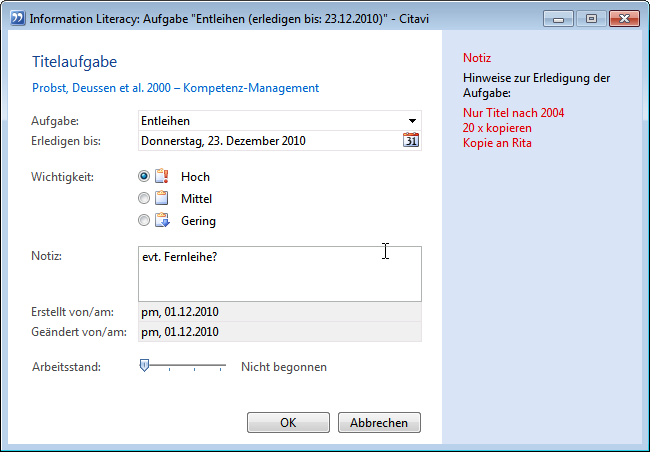 Information Literacy: Aufgabe "Entleihen (erledigen bis: 23.12.2010)" - Citavi
Titelaufgabe
Probst, Deussen et al. 2000 – Kompetenz-Management
Aufgabe: Entleihen
Erledigen bis: Donnerstag, 23. Dezember 2010 31
Wichtigkeit: Hoch
Mittel
Gering
Notiz: evt. Fernleihe?
Erstellt von/am: pm, 01.12.2010
Geändert von/am: pm, 01.12.2010
Arbeitsstand: Nicht begonnen
OK Abbrechen
Notiz
Hinweise zur Erledigung der
Aufgabe:
Nur Titel nach 2004
20 x kopieren
Kopie an Rita